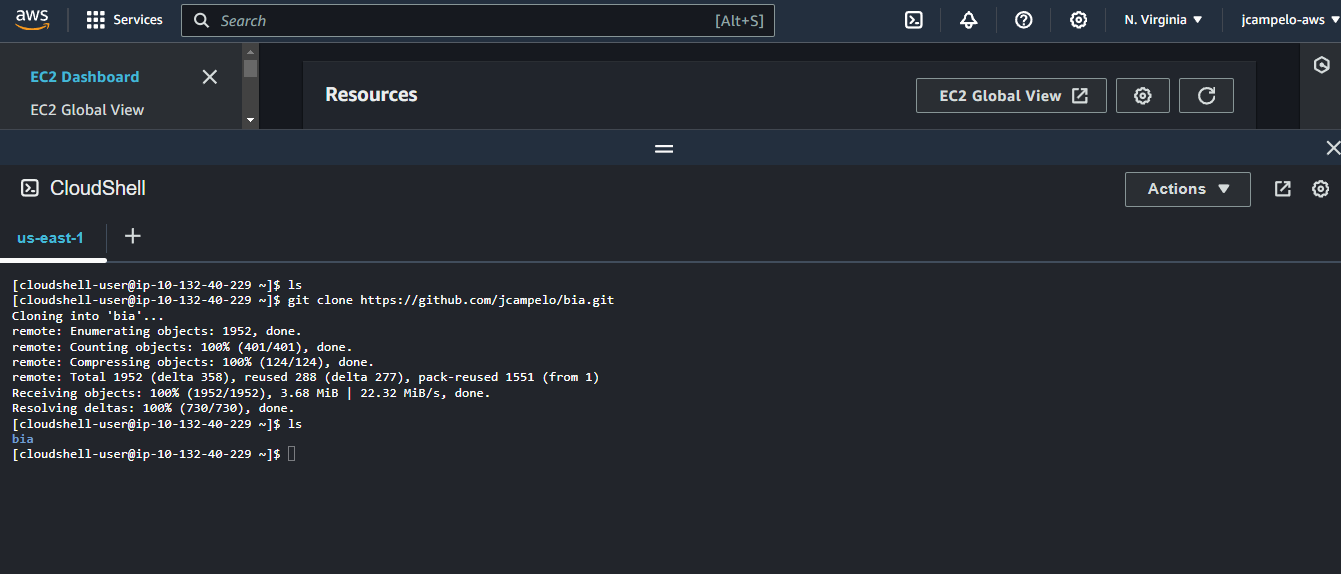 aws Services Search [Alt+S] N. Virginia jcampelo-aws
EC2 Dashboard
EC2 Global View
Resources
EC2 Global View
CloudShell
Actions
us-east-1
[cloudshell-user@ip-10-132-40-229 ~]$ ls
[cloudshell-user@ip-10-132-40-229 ~]$ git clone https://github.com/jcampelo/bia.git
Cloning into 'bia'...
remote: Enumerating objects: 1952, done.
remote: Counting objects: 100% (401/401), done.
remote: Compressing objects: 100% (124/124), done.
remote: Total 1952 (delta 358), reused 288 (delta 277), pack-reused 1551 (from 1)
Receiving objects: 100% (1952/1952), 3.68 MiB | 22.32 MiB/s, done.
Resolving deltas: 100% (730/730), done.
[cloudshell-user@ip-10-132-40-229 ~]$ ls
bia
[cloudshell-user@ip-10-132-40-229 ~]$